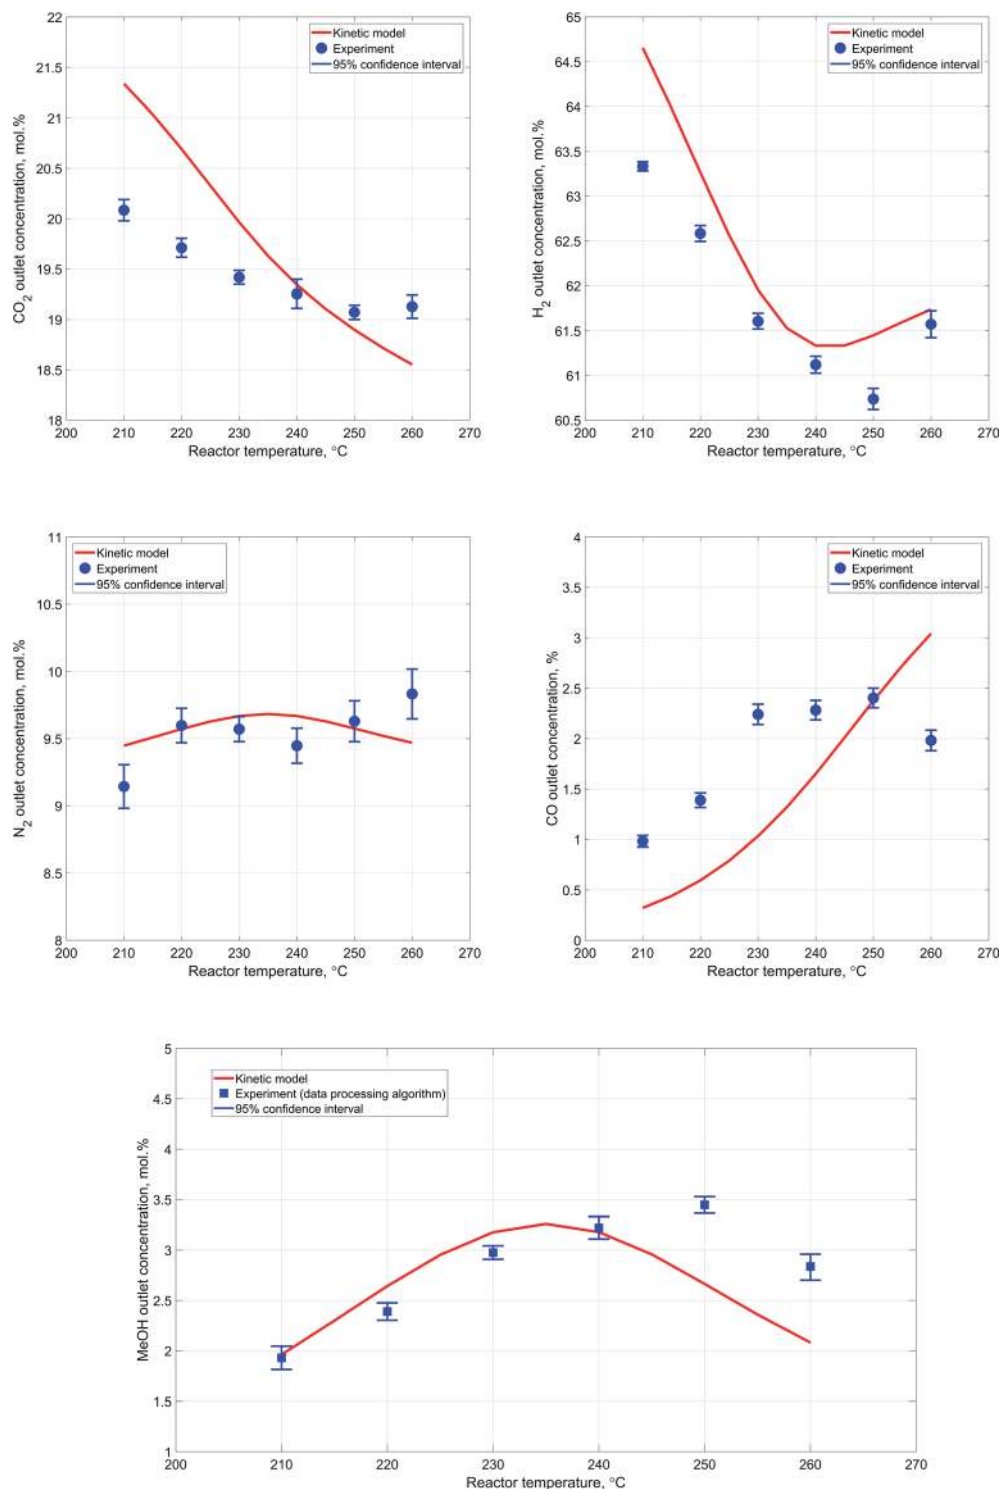 22
21.5
21
20.5
20
19.5
19
18.5
18
200 210 220 230 240 250 260 270
CO2 outlet concentration, mol.%
Reactor temperature, °C
Kinetic model
Experiment
95% confidence interval
65
64.5
64
63.5
63
62.5
62
61.5
61
60.5
200 210 220 230 240 250 260 270
H2 outlet concentration, mol.%
Reactor temperature, °C
Kinetic model
Experiment
95% confidence interval
11
10.5
10
9.5
9
8.5
8
200 210 220 230 240 250 260 270
N2 outlet concentration, mol.%
Reactor temperature, °C
Kinetic model
Experiment
95% confidence interval
4
3.5
3
2.5
2
1.5
1
0.5
0
200 210 220 230 240 250 260 270
CO outlet concentration, %
Reactor temperature, °C
Kinetic model
Experiment
95% confidence interval
5
4.5
4
3.5
3
2.5
2
1.5
1
200 210 220 230 240 250 260 270
MeOH outlet concentration, mol.%
Reactor temperature, °C
Kinetic model
Experiment (data processing algorithm)
95% confidence interval